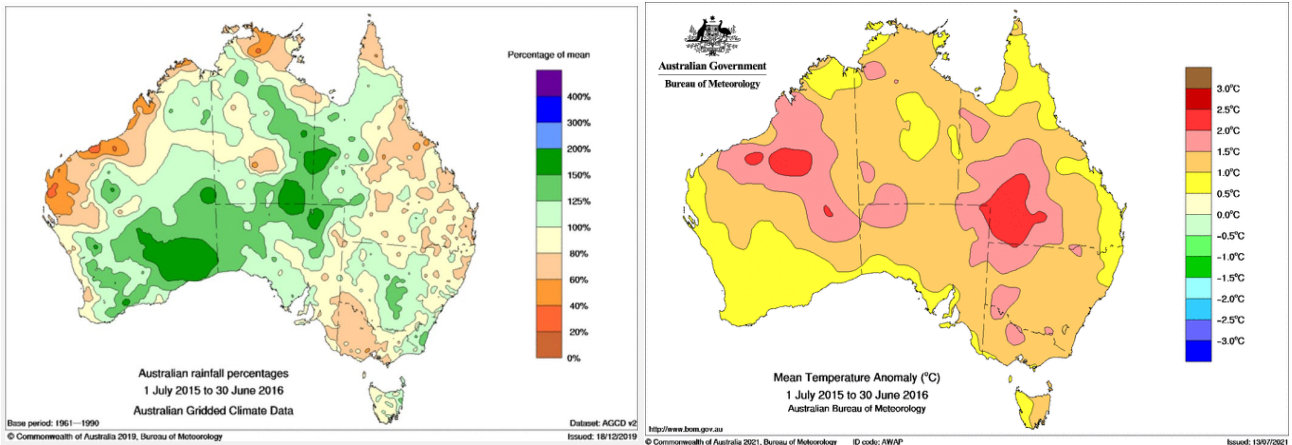 Percentage of mean
400%
300%
200%
150%
125%
100%
80%
60%
40%
20%
0%
Australian rainfall percentages
1 July 2015 to 30 June 2016
Australian Gridded Climate Data
Base period: 1961—1990
Dataset: AGCD v2
© Commonwealth of Australia 2019, Bureau of Meteorology
Issued: 18/12/2019
Australian Government
Bureau of Meteorology
3.0°C
2.5°C
2.0°C
1.5°C
1.0°C
0.5°C
0.0°C
-0.5°C
-1.0°C
-1.5°C
-2.0°C
-2.5°C
-3.0°C
Mean Temperature Anomaly (°C)
1 July 2015 to 30 June 2016
Australian Bureau of Meteorology
http://www.bom.gov.au
© Commonwealth of Australia 2021, Bureau of Meteorology
ID code: AWAP
Issued: 13/07/2021